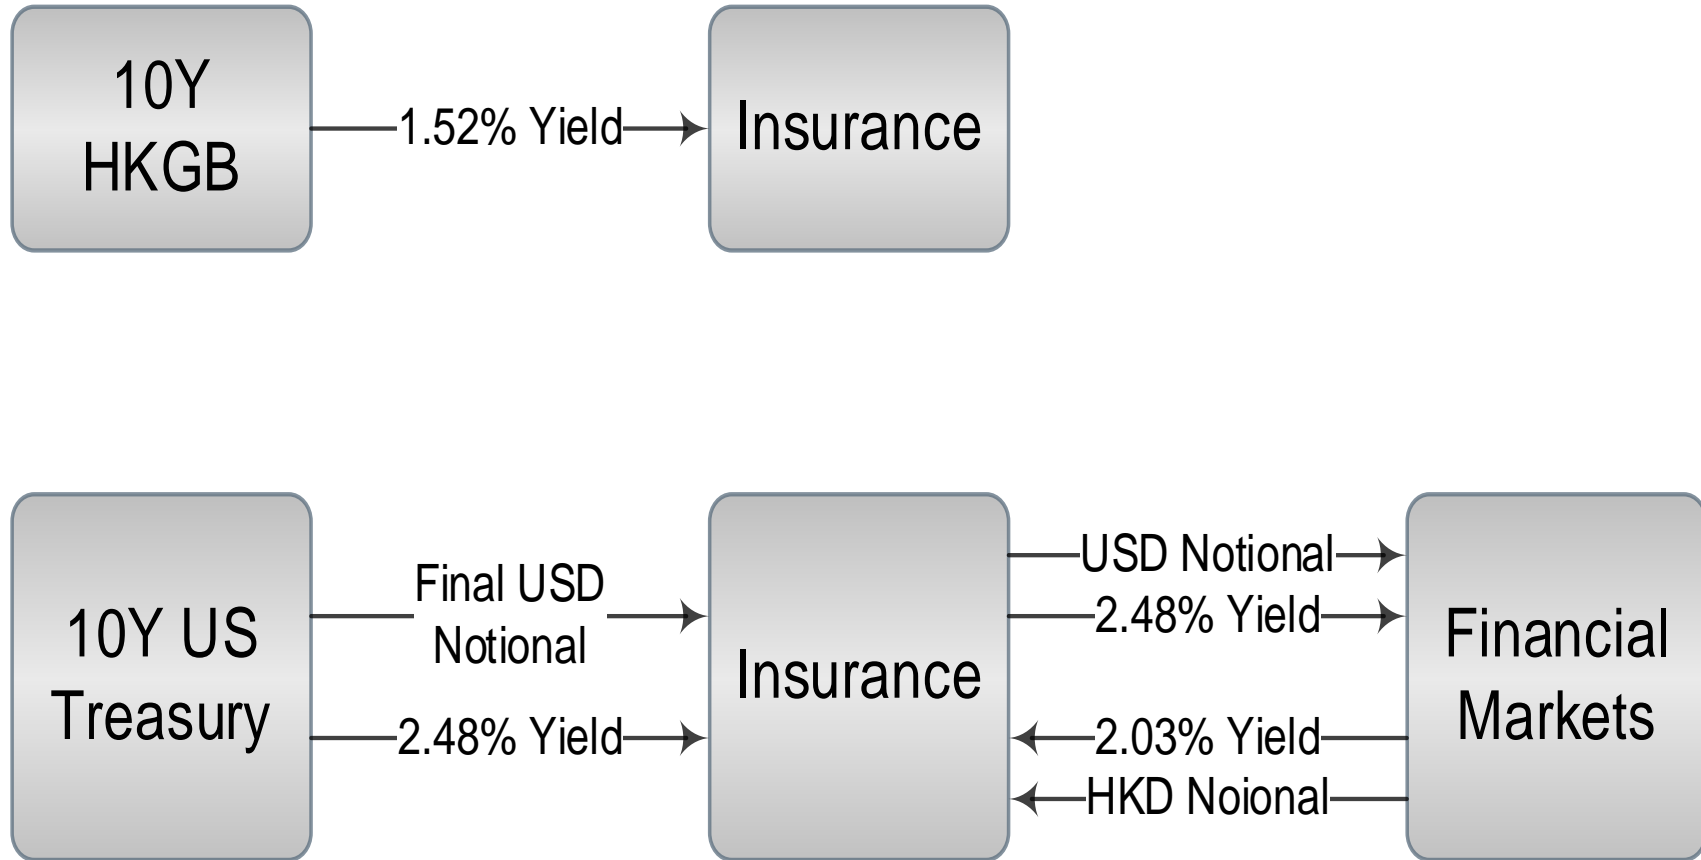 10Y
HKGB
1.52% Yield
Insurance
10Y US
Treasury
Final USD
Notional
2.48% Yield
Insurance
USD Notional
2.48% Yield
2.03% Yield
HKD Noional
Financial
Markets